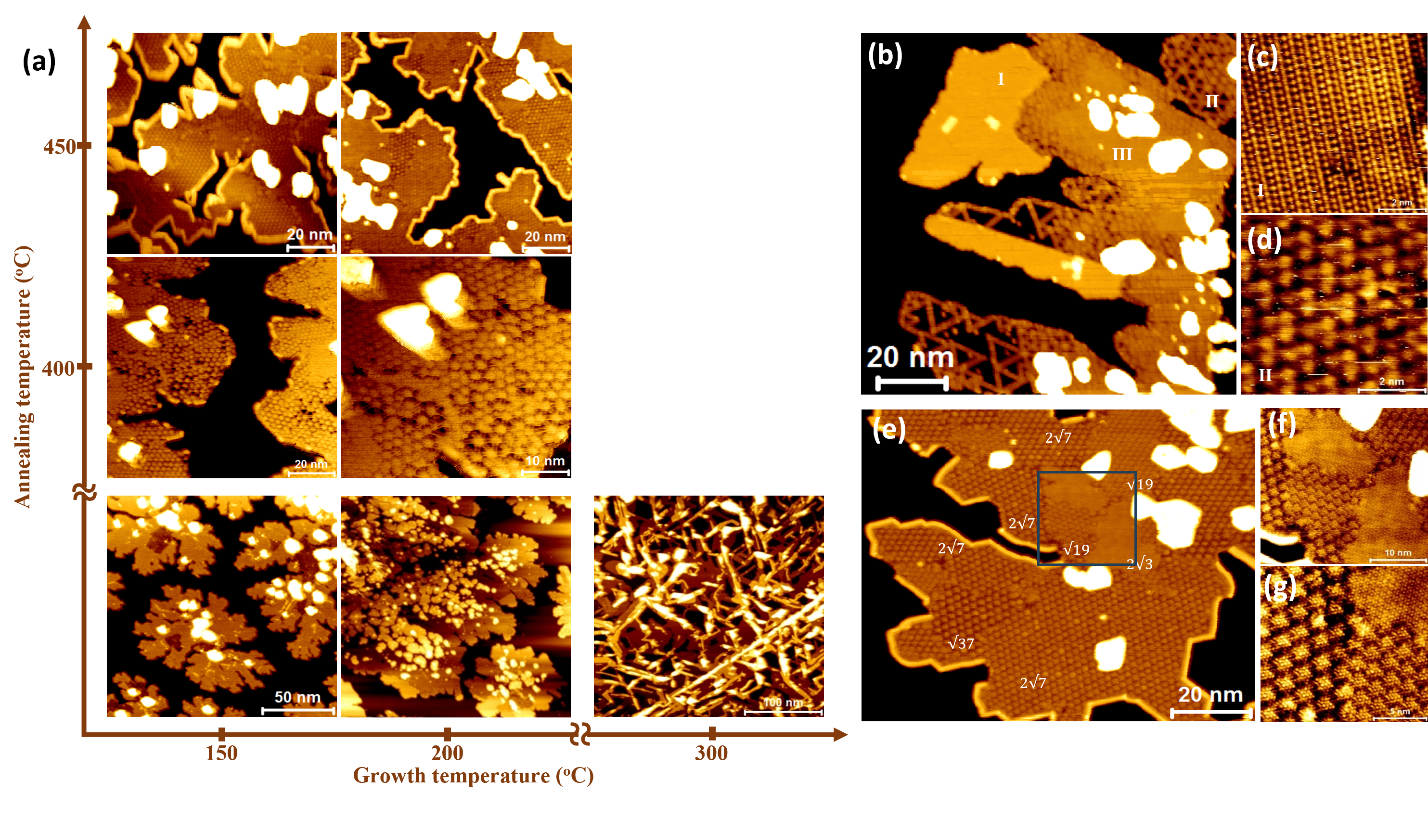 (a)
Annealing temperature (°C)
450
400
20 nm
20 nm
20 nm
10 nm
50 nm
100 nm
150
200
300
Growth temperature (°C)
(b)
I
II
III
20 nm
(c)
I
2 nm
(d)
II
2 nm
(e)
2√7
√19
2√7
2√7
√19
2√3
√37
2√7
20 nm
(f)
10 nm
(g)
5 nm